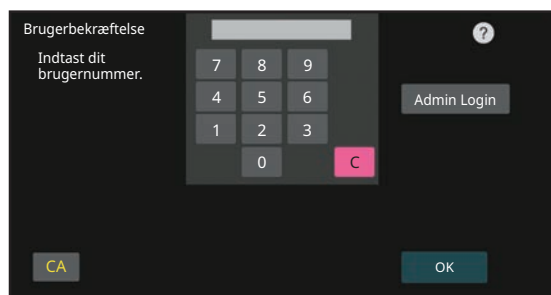 Brugerbekræftelse
?
Indtast dit
brugernummer.
7 8 9
4 5 6
Admin Login
1 2 3
0 C
CA
OK